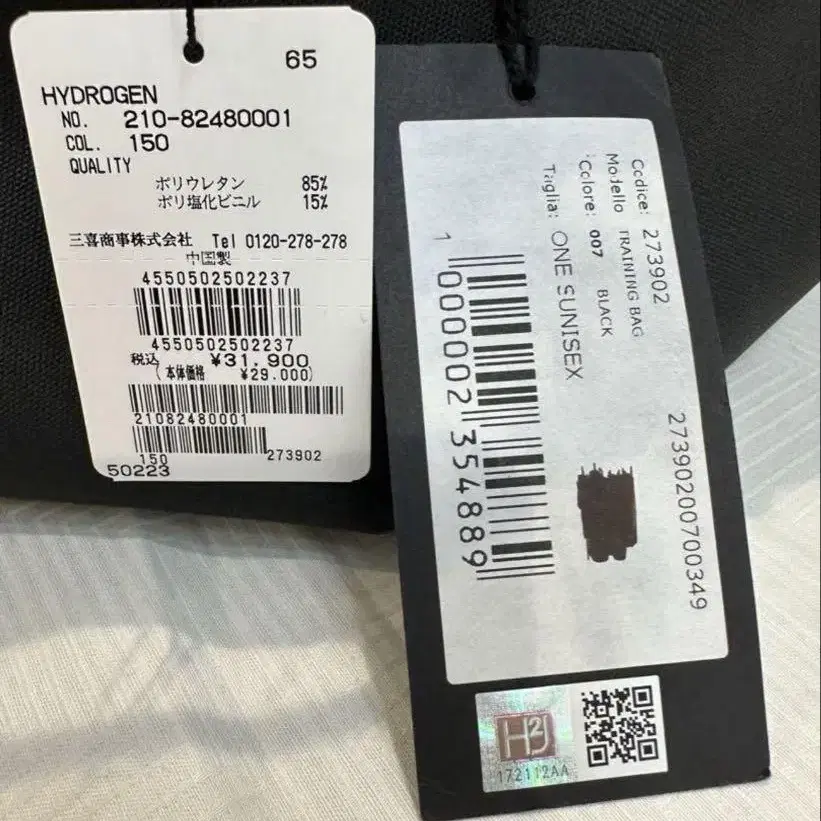 65
HYDROGEN
NO. 210-82480001
COL. 150
QUALITY
ポリウレタン 85%
ポリ塩化ビニル 15%
三喜商事株式会社 Tel 0120-278-278
中国製
4550502502237
4550502502237
税込 ¥31,900
(本体価格 ¥29,000)
21082480001
150 273902
50223
Codice: 273902
Modello TRAINING BAG
Colore: 007 BLACK
Taglia: ONE SUNISEX
1 000002 354889
27390200700349
H2J
172112AA